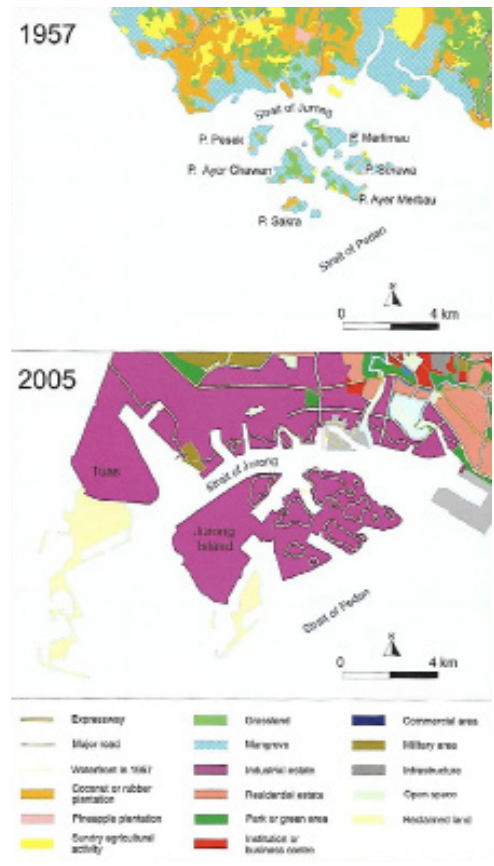 1957
Strait of Jurong
P. Pesek
P. Merlimau
P. Ayer Chawan
P. Seraya
P. Ayer Merbau
P. Sakra
Strait of Pandan
N
0 4 km
2005
Tuas
Strait of Jurong
Jurong
Island
Strait of Pandan
N
0 4 km
Expressway
Major road
Waterfront in 1957
Coconut or rubber
plantation
Pineapple plantation
Sundry agricultural
activity
Grassland
Mangrove
Industrial estate
Residential estate
Park or green area
Institution or
business centre
Commercial area
Military area
Infrastructure
Open space
Reclaimed land